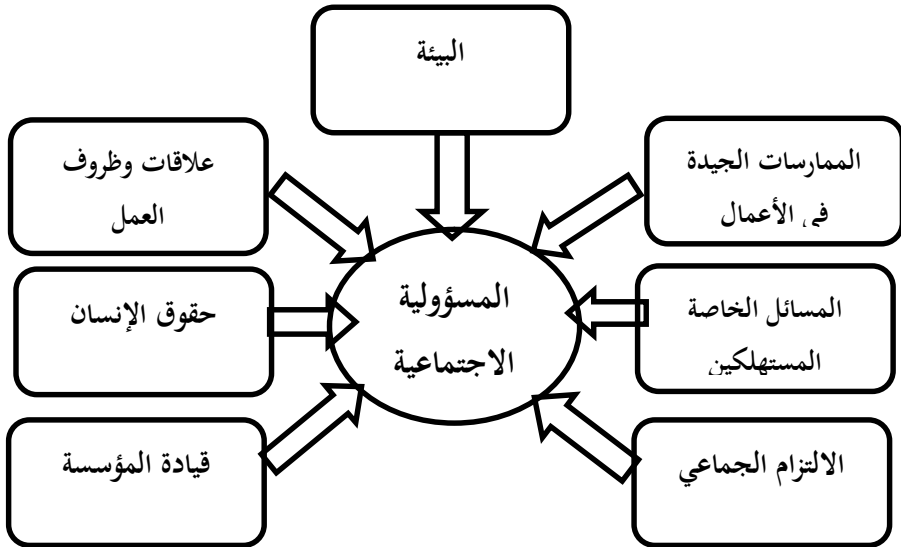 البيئة
الممارسات الجيدة
في الأعمال
علاقات وظروف
العمل
المسؤولية
الاجتماعية
المسائل الخاصة
المستهلكين
حقوق الإنسان
الالتزام الجماعي
قيادة المؤسسة